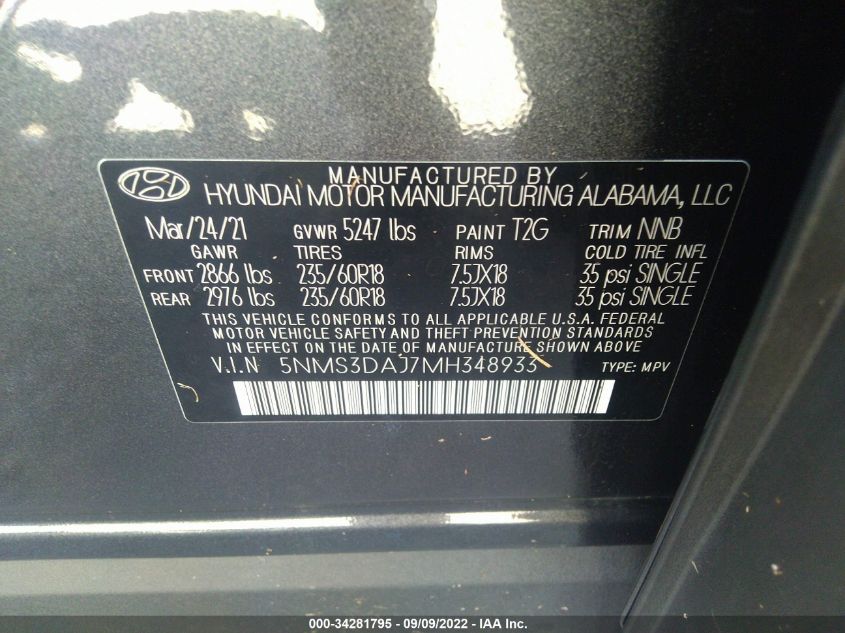 MANUFACTURED BY
HYUNDAI MOTOR MANUFACTURING ALABAMA, LLC
Mar/24/21 GVWR 5247 lbs PAINT T2G TRIM NNB
GAWR TIRES RIMS COLD TIRE INFL
FRONT 2866 lbs 235/60R18 7.5JX18 35 psi SINGLE
REAR 2976 lbs 235/60R18 7.5JX18 35 psi SINGLE
THIS VEHICLE CONFORMS TO ALL APPLICABLE U.S.A. FEDERAL
MOTOR VEHICLE SAFETY AND THEFT PREVENTION STANDARDS
IN EFFECT ON THE DATE OF MANUFACTURE SHOWN ABOVE
V.I.N 5NMS3DAJ7MH348933 TYPE: MPV
000-34281795 - 09/09/2022 - IAA Inc.